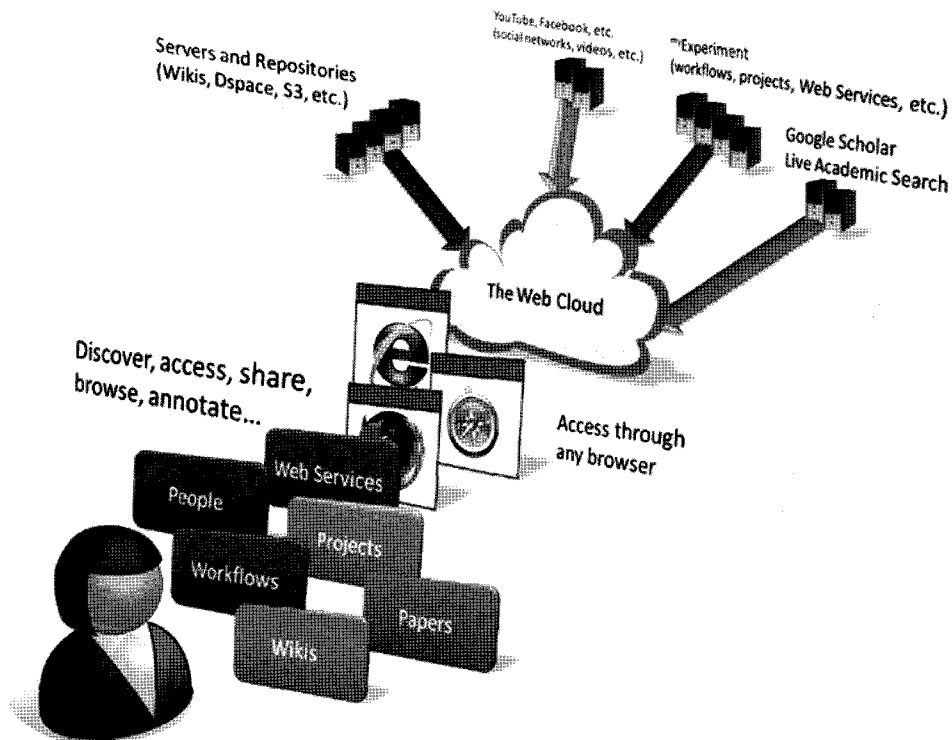 YouTube, Facebook, etc.
(social networks, videos, etc.)
Servers and Repositories
(Wikis, Dspace, S3, etc.)
myExperiment
(workflows, projects, Web Services, etc.)
Google Scholar
Live Academic Search
The Web Cloud
Discover, access, share,
browse, annotate...
Access through
any browser
Web Services
People
Projects
Workflows
Papers
Wikis